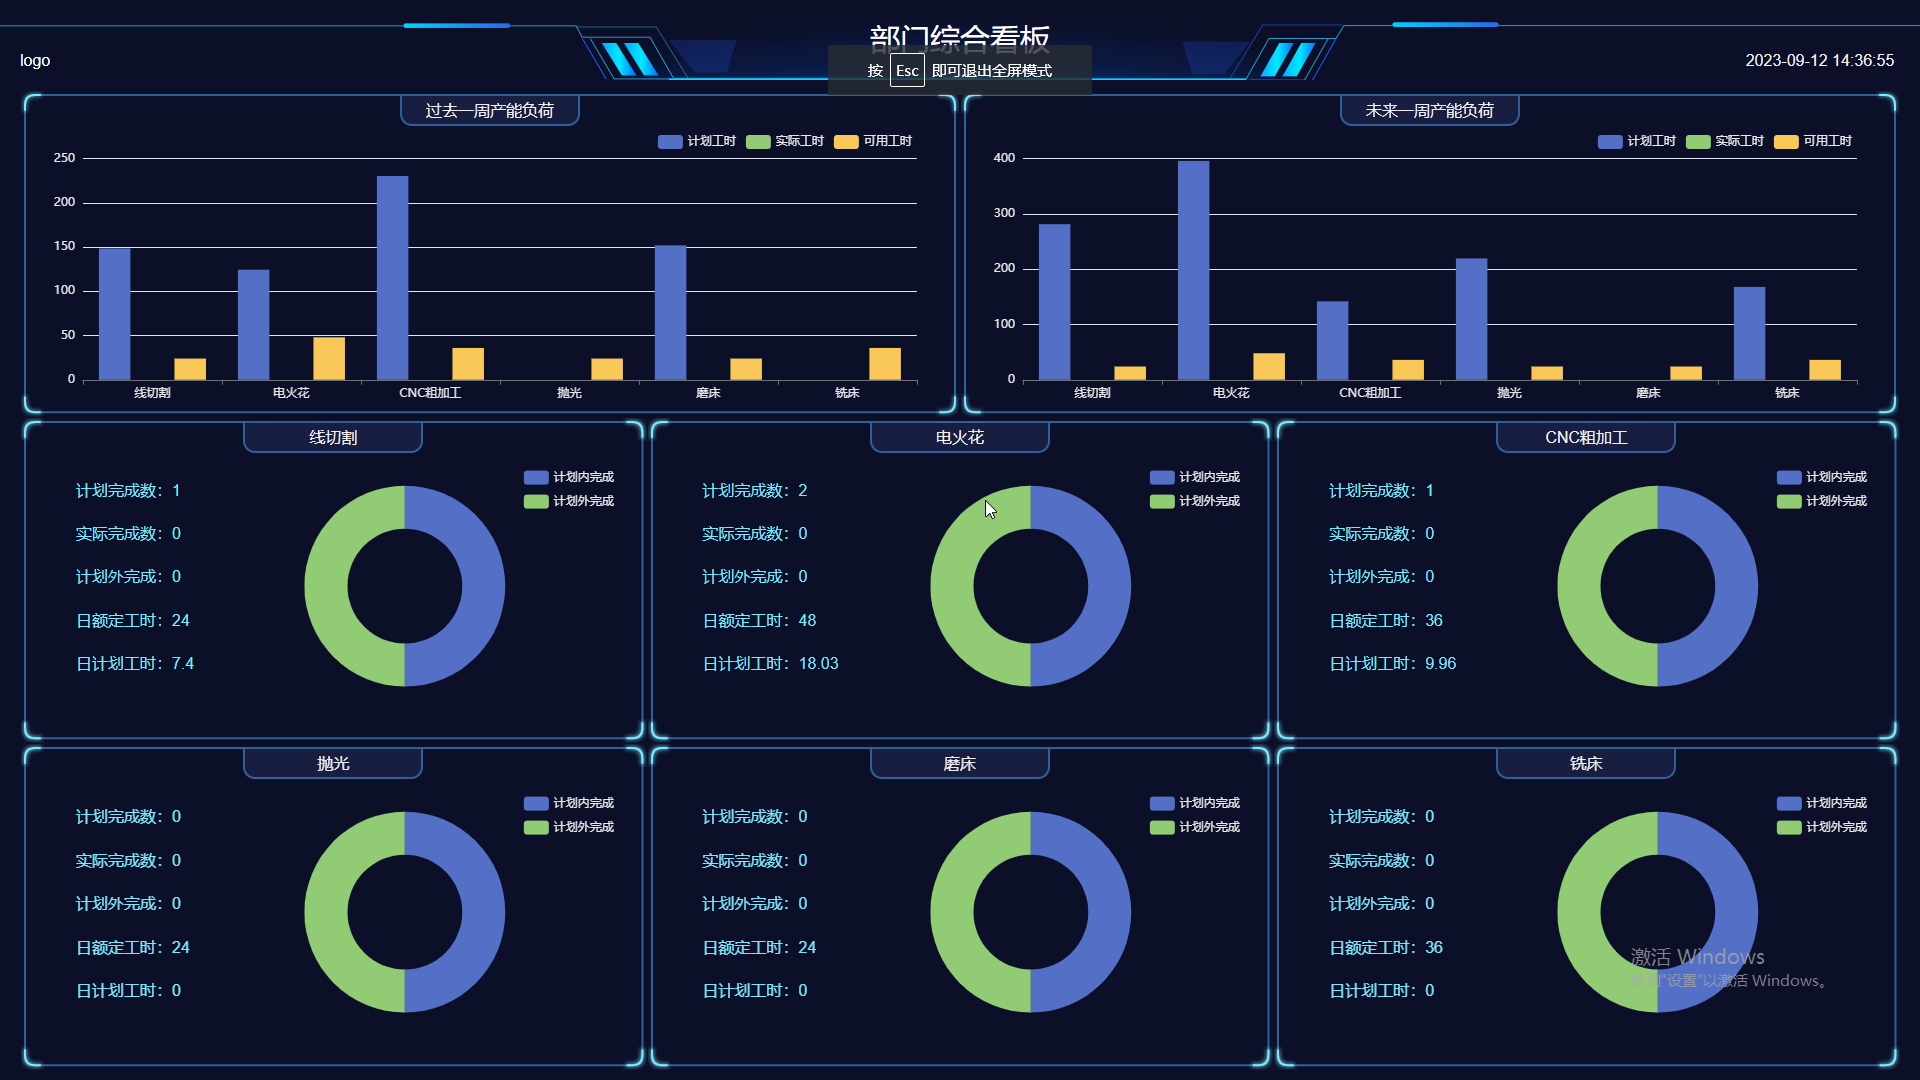 部门综合看板
按 Esc 即可退出全屏模式
logo
2023-09-12 14:36:55
过去一周产能负荷
计划工时 实际工时 可用工时
250
200
150
100
50
0
线切割 电火花 CNC粗加工 抛光 磨床 铣床
未来一周产能负荷
计划工时 实际工时 可用工时
400
300
200
100
0
线切割 电火花 CNC粗加工 抛光 磨床 铣床
线切割
计划内完成
计划外完成
计划完成数：1
实际完成数：0
计划外完成：0
日额定工时：24
日计划工时：7.4
电火花
计划内完成
计划外完成
计划完成数：2
实际完成数：0
计划外完成：0
日额定工时：48
日计划工时：18.03
CNC粗加工
计划内完成
计划外完成
计划完成数：1
实际完成数：0
计划外完成：0
日额定工时：36
日计划工时：9.96
抛光
计划内完成
计划外完成
计划完成数：0
实际完成数：0
计划外完成：0
日额定工时：24
日计划工时：0
磨床
计划内完成
计划外完成
计划完成数：0
实际完成数：0
计划外完成：0
日额定工时：24
日计划工时：0
铣床
计划内完成
计划外完成
计划完成数：0
实际完成数：0
计划外完成：0
日额定工时：36
日计划工时：0
激活 Windows
"设置"以激活 Windows。